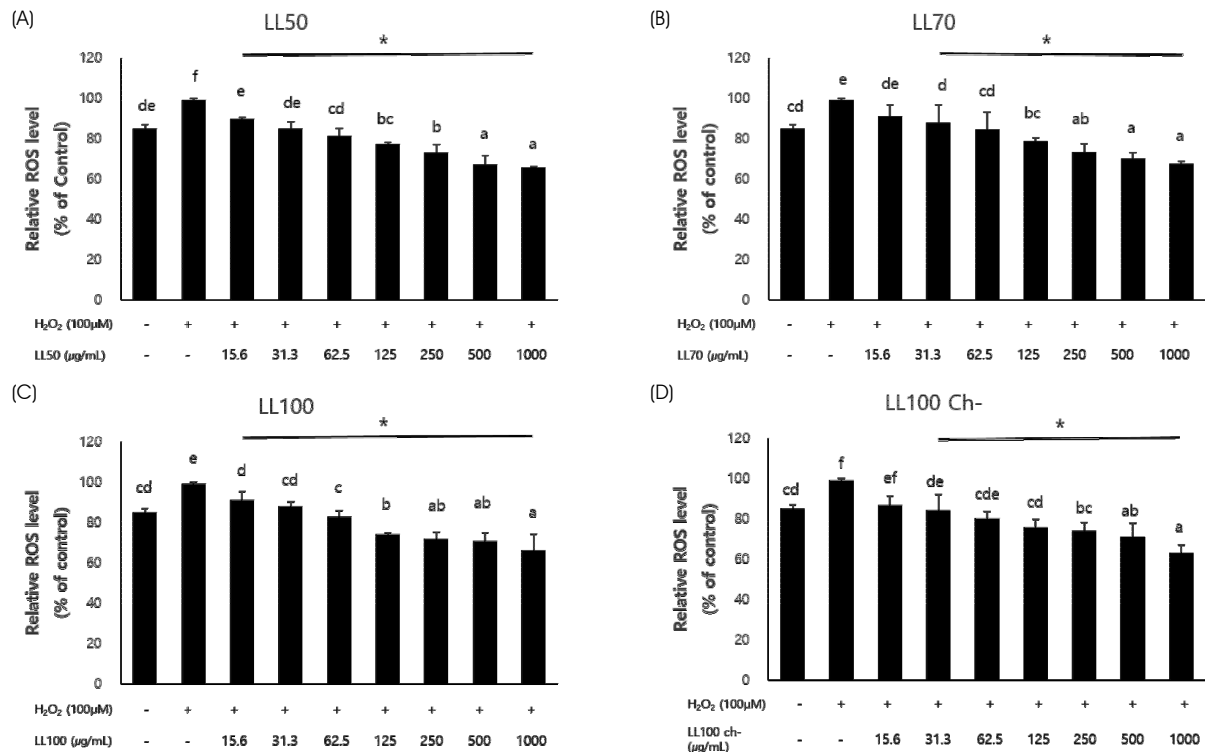 (A)
LL50
*
Relative ROS level
(% of Control)
120
100
80
60
40
20
0
de f e de cd bc b a a
H₂O₂ (100μM) - + + + + + + + +
LL50 (μg/mL) - - 15.6 31.3 62.5 125 250 500 1000
(B)
LL70
*
Relative ROS level
(% of control)
120
100
80
60
40
20
0
cd e de d cd bc ab a a
H₂O₂ (100μM) - + + + + + + + +
LL70 (μg/mL) - - 15.6 31.3 62.5 125 250 500 1000
(C)
LL100
*
Relative ROS level
(% of control)
120
100
80
60
40
20
0
cd e d cd c b ab ab a
H₂O₂ (100μM) - + + + + + + + +
LL100 (μg/mL) - - 15.6 31.3 62.5 125 250 500 1000
(D)
LL100 Ch-
*
Relative ROS level
(% of control)
120
100
80
60
40
20
0
cd f ef de cde cd bc ab a
H₂O₂ (100μM) - + + + + + + + +
LL100 ch-
(μg/mL) - - 15.6 31.3 62.5 125 250 500 1000